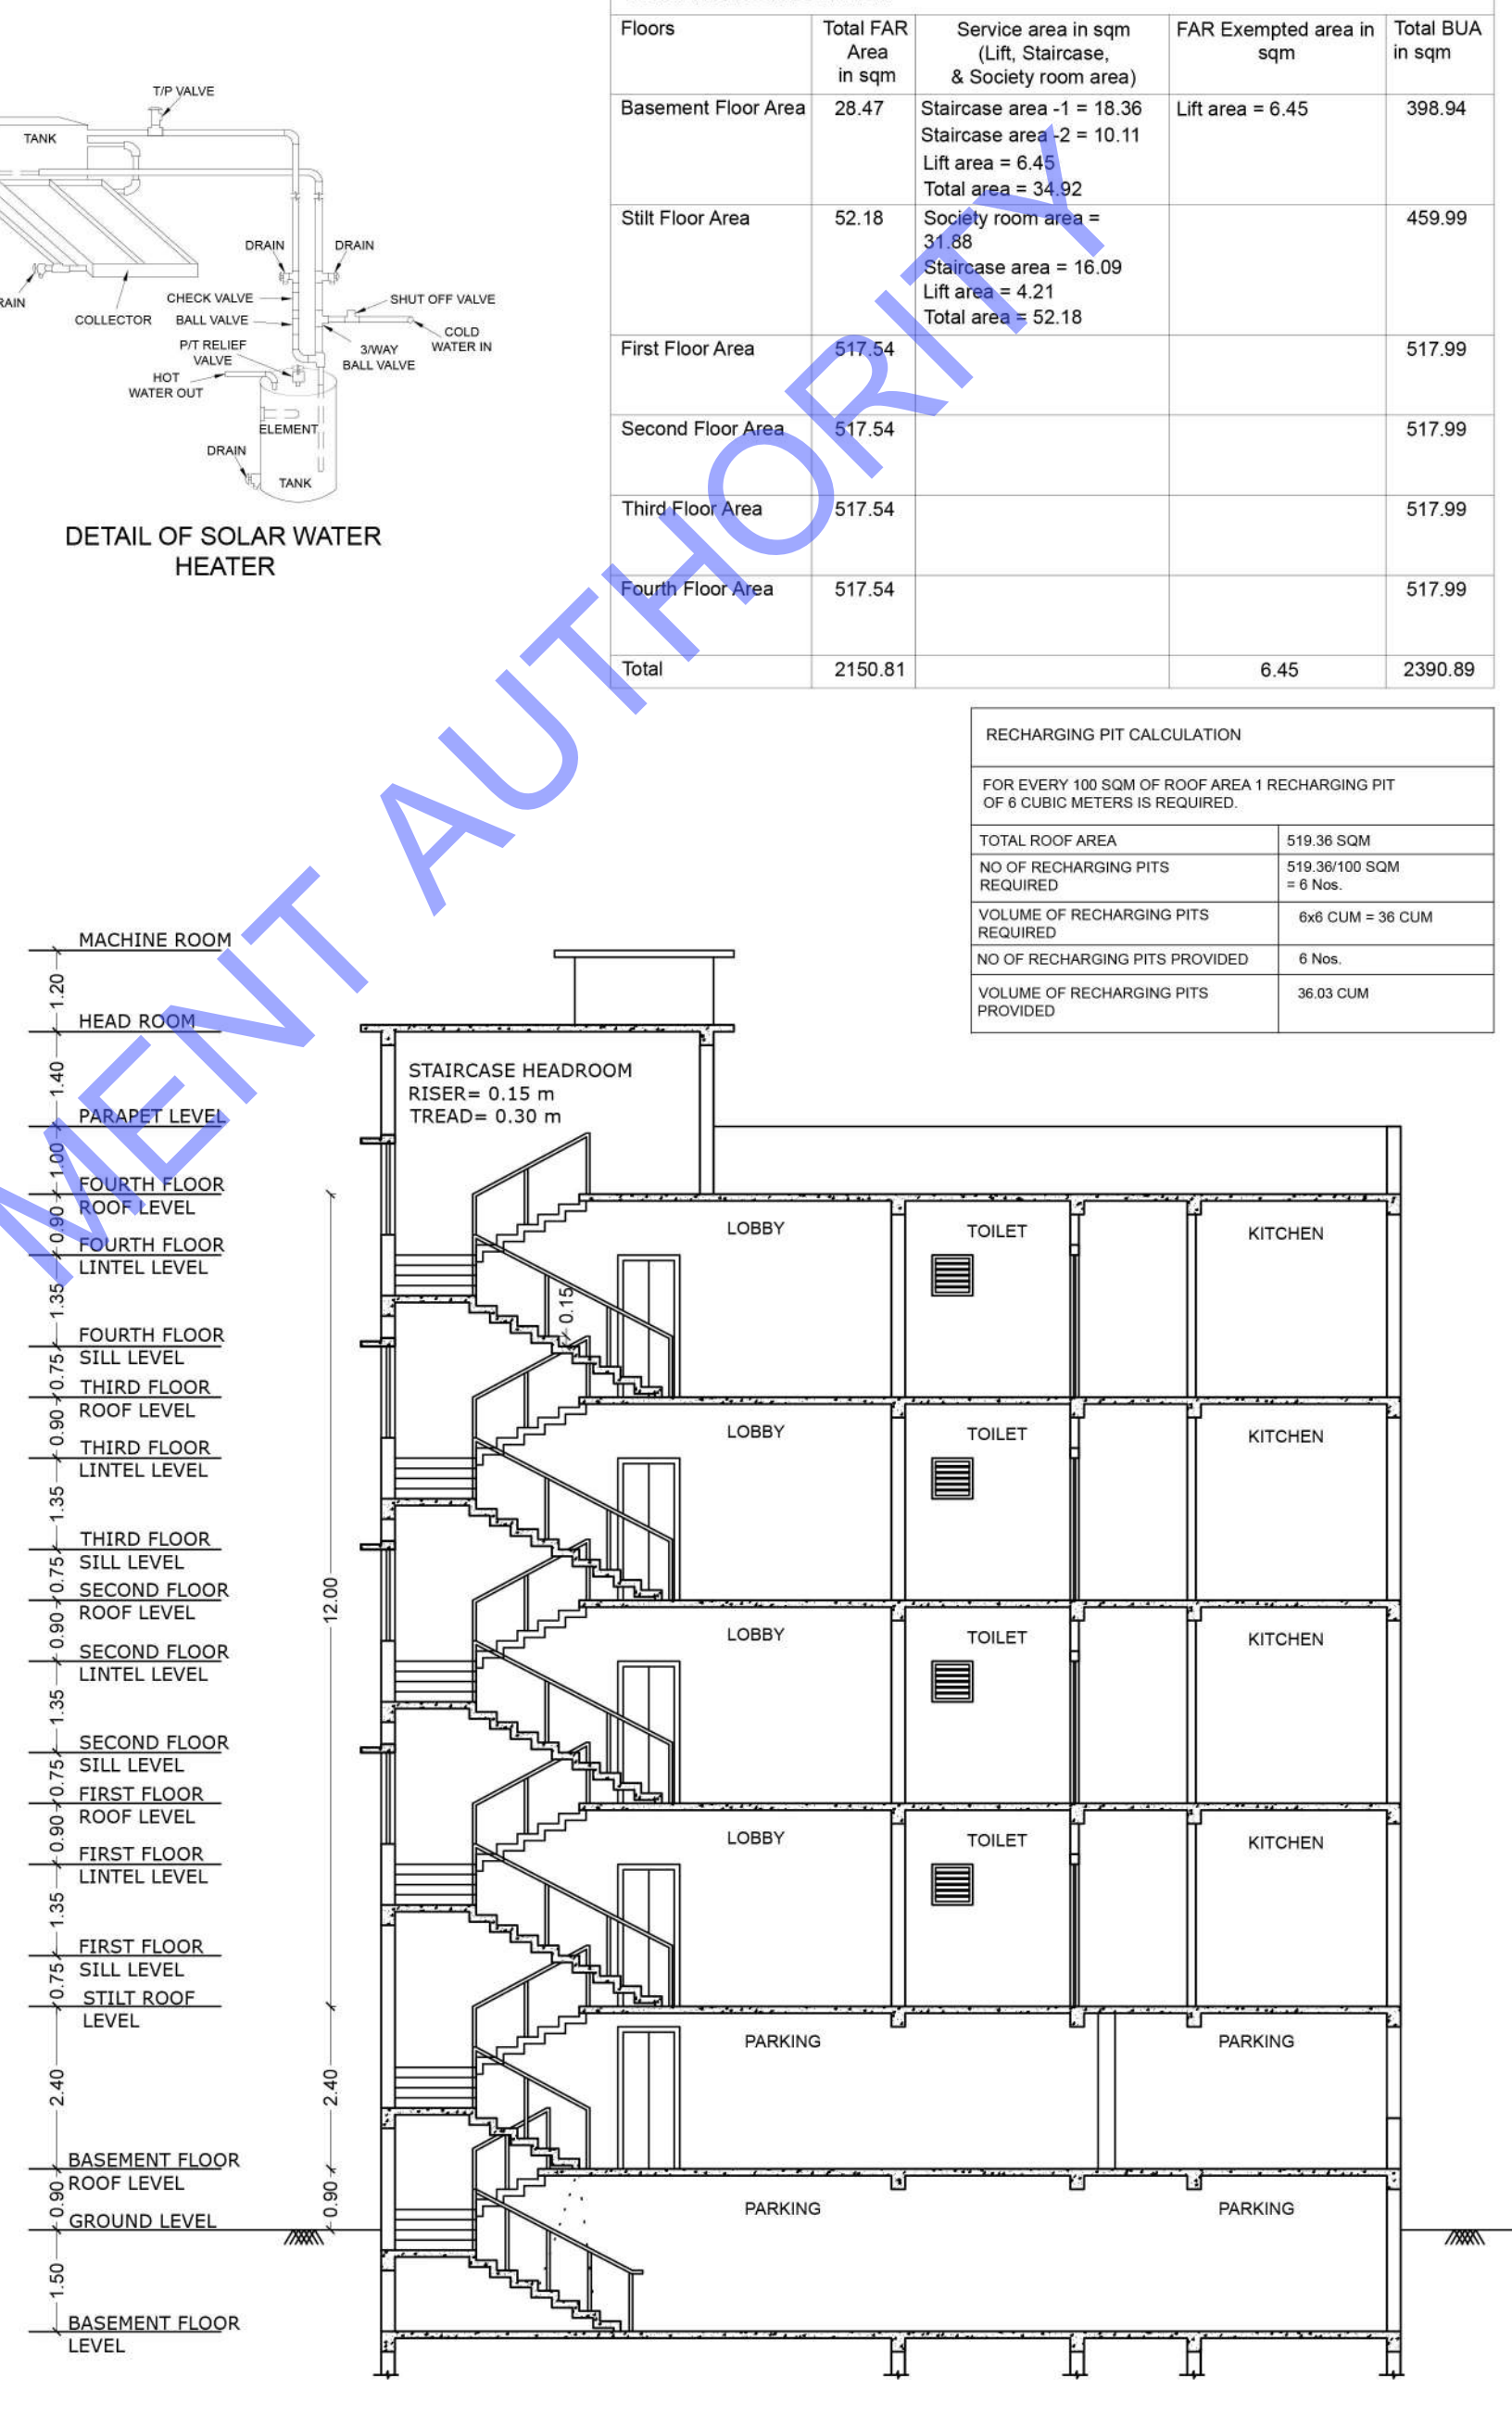 T/P VALVE
TANK
DRAIN
DRAIN
CHECK VALVE
SHUT OFF VALVE
COLLECTOR
BALL VALVE
COLD
WATER IN
P/T RELIEF
VALVE
3/WAY
BALL VALVE
HOT
WATER OUT
ELEMENT
DRAIN
TANK
RAIN
DETAIL OF SOLAR WATER
HEATER
Floors
Total FAR
Area
in sqm
Service area in sqm
(Lift, Staircase,
& Society room area)
FAR Exempted area in
sqm
Total BUA
in sqm
Basement Floor Area
28.47
Staircase area -1 = 18.36
Staircase area -2 = 10.11
Lift area = 6.45
Total area = 34.92
Lift area = 6.45
398.94
Stilt Floor Area
52.18
Society room area =
31.88
Staircase area = 16.09
Lift area = 4.21
Total area = 52.18
459.99
First Floor Area
517.54
517.99
Second Floor Area
517.54
517.99
Third Floor Area
517.54
517.99
Fourth Floor Area
517.54
517.99
Total
2150.81
6.45
2390.89
RECHARGING PIT CALCULATION
FOR EVERY 100 SQM OF ROOF AREA 1 RECHARGING PIT
OF 6 CUBIC METERS IS REQUIRED.
TOTAL ROOF AREA
519.36 SQM
NO OF RECHARGING PITS
REQUIRED
519.36/100 SQM
= 6 Nos.
VOLUME OF RECHARGING PITS
REQUIRED
6x6 CUM = 36 CUM
NO OF RECHARGING PITS PROVIDED
6 Nos.
VOLUME OF RECHARGING PITS
PROVIDED
36.03 CUM
MENT AUTHORITY
MACHINE ROOM
1.20
HEAD ROOM
1.40
PARAPET LEVEL
1.00
FOURTH FLOOR
ROOF LEVEL
0.90
FOURTH FLOOR
LINTEL LEVEL
1.35
FOURTH FLOOR
SILL LEVEL
0.75
THIRD FLOOR
ROOF LEVEL
0.90
THIRD FLOOR
LINTEL LEVEL
1.35
THIRD FLOOR
SILL LEVEL
0.75
SECOND FLOOR
ROOF LEVEL
0.90
SECOND FLOOR
LINTEL LEVEL
1.35
SECOND FLOOR
SILL LEVEL
0.75
FIRST FLOOR
ROOF LEVEL
0.90
FIRST FLOOR
LINTEL LEVEL
1.35
FIRST FLOOR
SILL LEVEL
0.75
STILT ROOF
LEVEL
2.40
BASEMENT FLOOR
ROOF LEVEL
0.90
GROUND LEVEL
1.50
BASEMENT FLOOR
LEVEL
12.00
2.40
0.90
STAIRCASE HEADROOM
RISER= 0.15 m
TREAD= 0.30 m
0.15
LOBBY
TOILET
KITCHEN
LOBBY
TOILET
KITCHEN
LOBBY
TOILET
KITCHEN
LOBBY
TOILET
KITCHEN
PARKING
PARKING
PARKING
PARKING